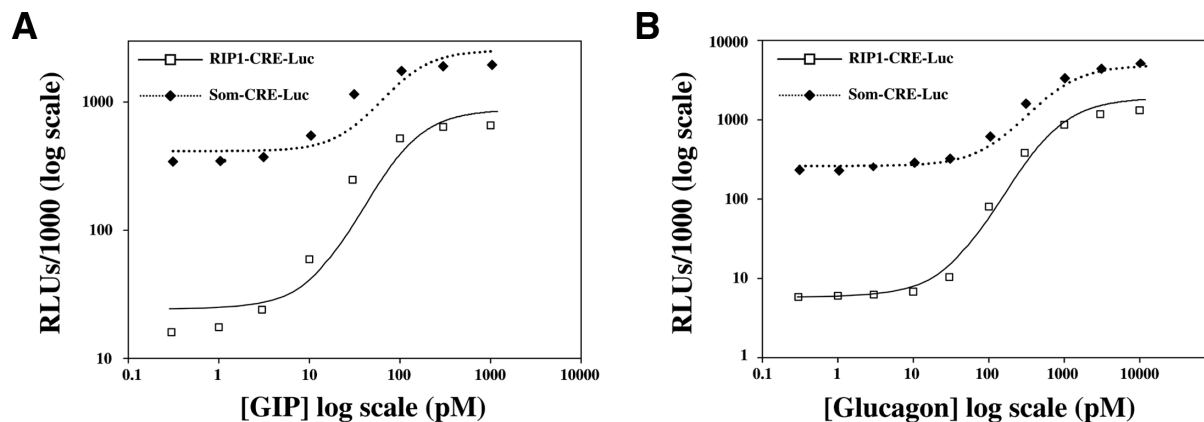 A
RIP1-CRE-Luc
Som-CRE-Luc
RLUs/1000 (log scale)
1000
100
10
0.1
1
10
100
1000
10000
[GIP] log scale (pM)
B
RIP1-CRE-Luc
Som-CRE-Luc
RLUs/1000 (log scale)
10000
1000
100
10
1
0.1
1
10
100
1000
10000
[Glucagon] log scale (pM)